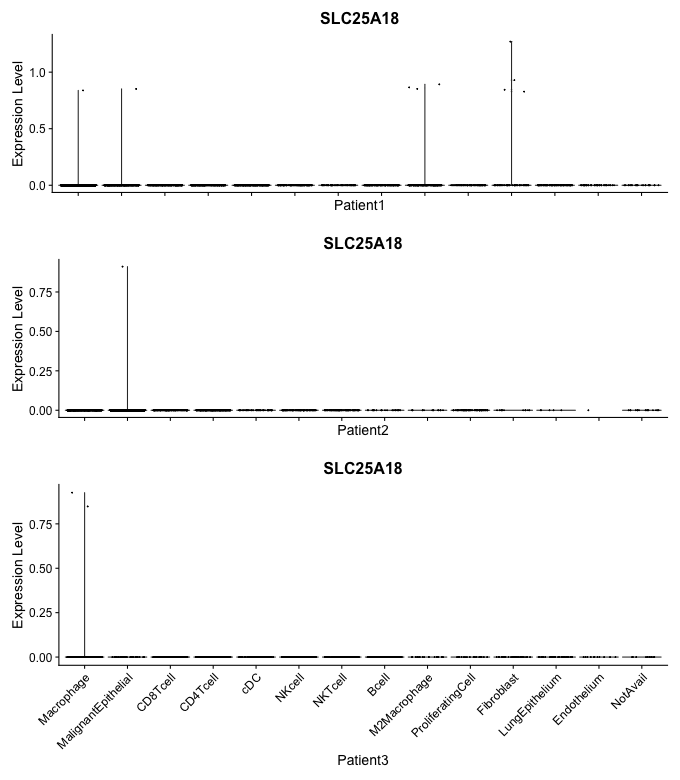 SLC25A18
Expression Level
1.0
0.5
0.0
Patient1
SLC25A18
Expression Level
0.75
0.50
0.25
0.00
Patient2
SLC25A18
Expression Level
0.75
0.50
0.25
0.00
Macrophage
MalignantEpithelial
CD8Tcell
CD4Tcell
cDC
NKcell
NKTcell
Bcell
M2Macrophage
ProliferatingCell
Fibroblast
LungEpithelium
Endothelium
NotAvail
Patient3